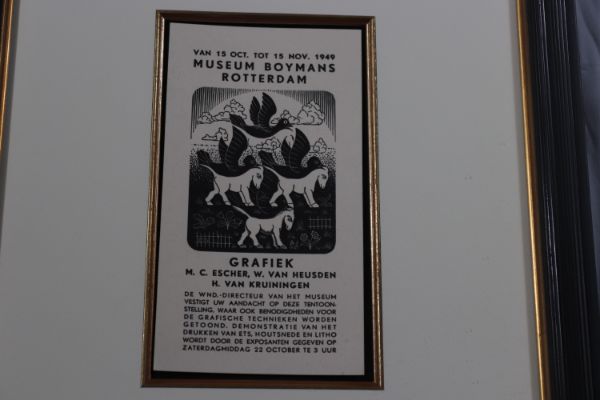 VAN 15 OCT. TOT 15 NOV. 1949
MUSEUM BOYMANS
ROTTERDAM
GRAFIEK
M. C. ESCHER, W. VAN HEUSDEN
H. VAN KRUININGEN
DE WND.-DIRECTEUR VAN HET MUSEUM
VESTIGT UW AANDACHT OP DEZE TENTOON-
STELLING, WAAR OOK BENODIGDHEDEN VOOR
DE GRAFISCHE TECHNIEKEN WORDEN
GETOOND. DEMONSTRATIE VAN HET
DRUKKEN VAN ETS, HOUTSNEDE EN LITHO
WORDT DOOR DE EXPOSANTEN GEGEVEN OP
ZATERDAGMIDDAG 22 OCTOBER TE 3 UUR